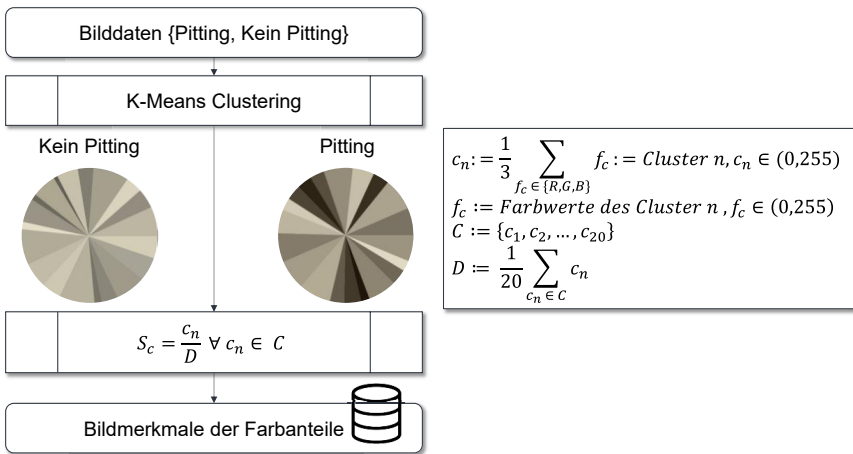 Bilddaten {Pitting, Kein Pitting}
K-Means Clustering
Kein Pitting
Pitting
S_c = c_n / D ∀ c_n ∈ C
Bildmerkmale der Farbanteile
c_n := 1/3 ∑_{f_c ∈ {R,G,B}} f_c := Cluster n, c_n ∈ (0,255)
f_c := Farbwerte des Cluster n , f_c ∈ (0,255)
C := {c_1, c_2, …, c_20}
D := 1/20 ∑_{c_n ∈ C} c_n